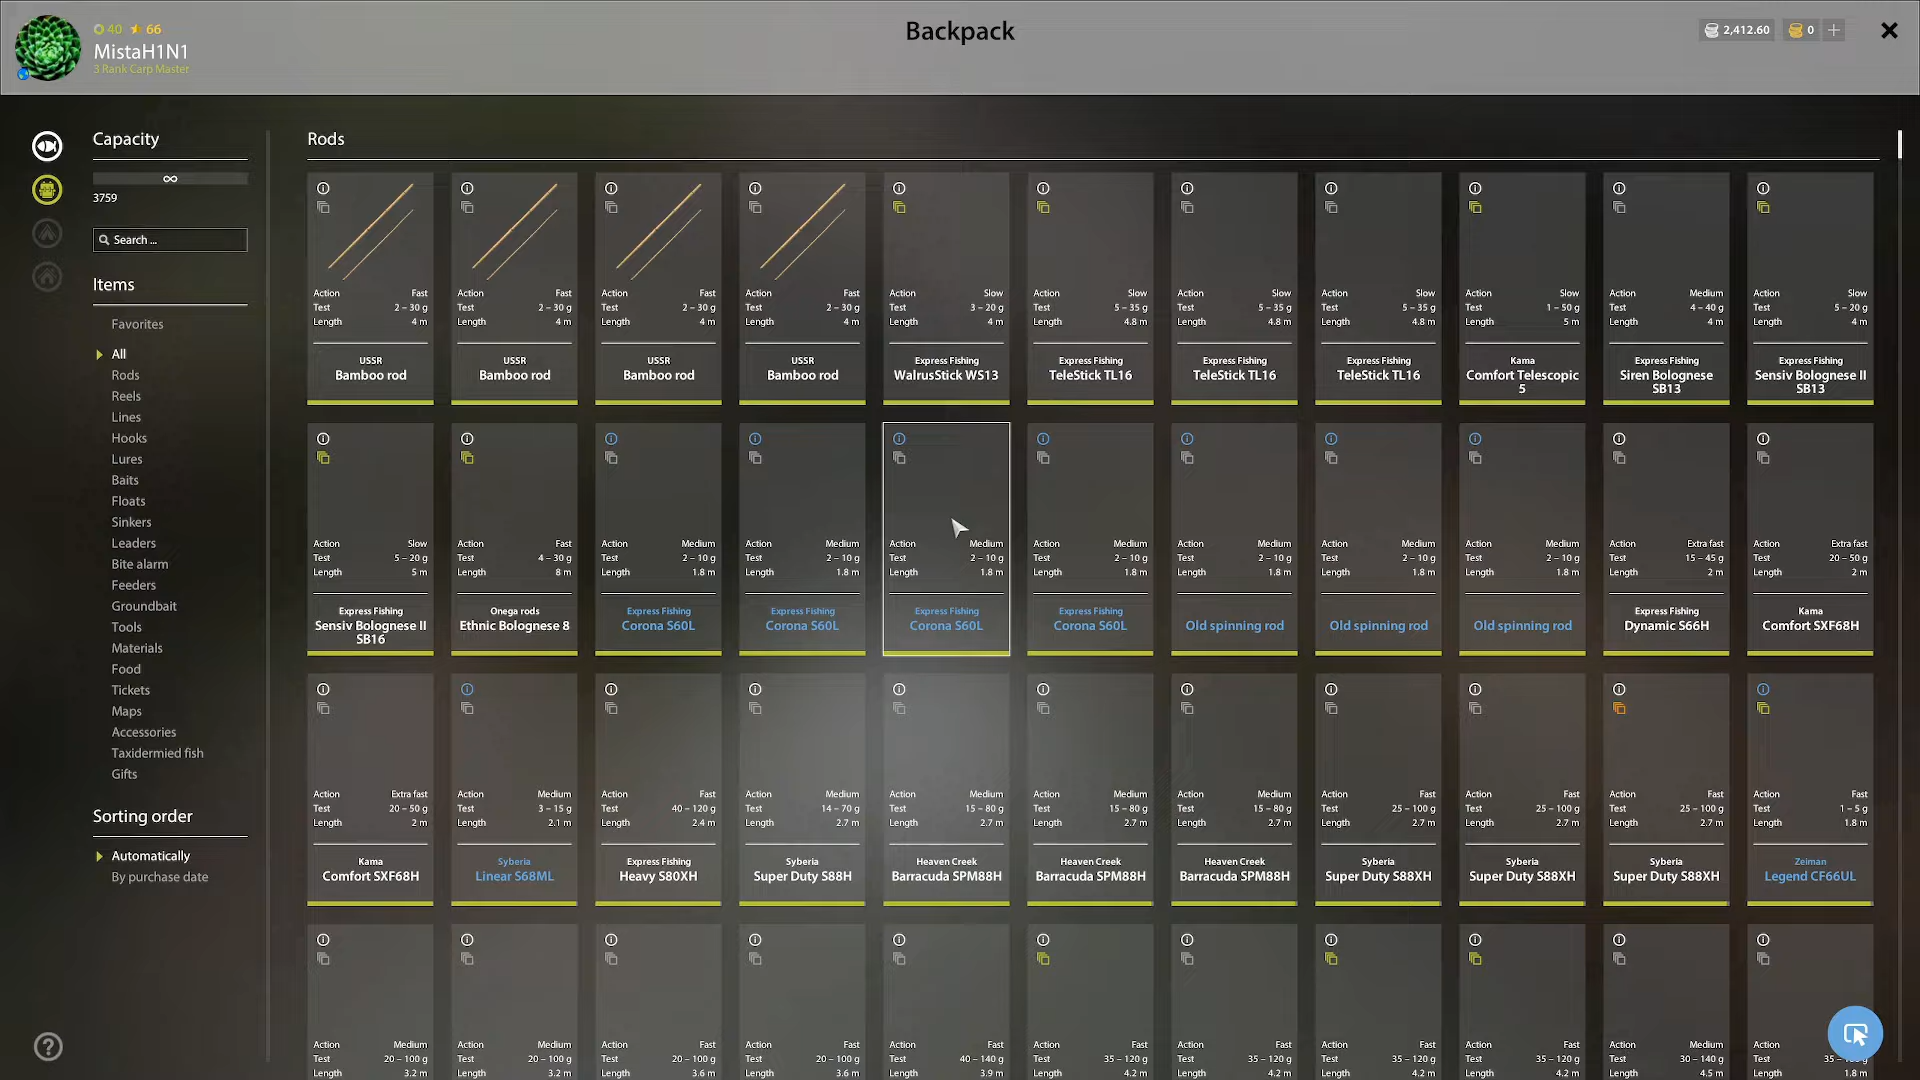 40 66
MistaH1N1
3 Rank Carp Master
Backpack
2,412.60 0
Capacity
∞
3759
Search ...
Items
Favorites
All
Rods
Reels
Lines
Hooks
Lures
Baits
Floats
Sinkers
Leaders
Bite alarm
Feeders
Groundbait
Tools
Materials
Food
Tickets
Maps
Accessories
Taxidermied fish
Gifts
Sorting order
Automatically
By purchase date
Rods
Action Fast
Test 2 – 30 g
Length 4 m
USSR
Bamboo rod
Action Fast
Test 2 – 30 g
Length 4 m
USSR
Bamboo rod
Action Fast
Test 2 – 30 g
Length 4 m
USSR
Bamboo rod
Action Fast
Test 2 – 30 g
Length 4 m
USSR
Bamboo rod
Action Slow
Test 3 – 20 g
Length 4 m
Express Fishing
WalrusStick WS13
Action Slow
Test 5 – 35 g
Length 4.8 m
Express Fishing
TeleStick TL16
Action Slow
Test 5 – 35 g
Length 4.8 m
Express Fishing
TeleStick TL16
Action Slow
Test 5 – 35 g
Length 4.8 m
Express Fishing
TeleStick TL16
Action Slow
Test 1 – 50 g
Length 5 m
Kama
Comfort Telescopic
5
Action Medium
Test 4 – 40 g
Length 4 m
Express Fishing
Siren Bolognese
SB13
Action Slow
Test 5 – 20 g
Length 4 m
Express Fishing
Sensiv Bolognese II
SB13
Action Slow
Test 5 – 20 g
Length 5 m
Express Fishing
Sensiv Bolognese II
SB16
Action Fast
Test 4 – 30 g
Length 8 m
Onega rods
Ethnic Bolognese 8
Action Medium
Test 2 – 10 g
Length 1.8 m
Express Fishing
Corona S60L
Action Medium
Test 2 – 10 g
Length 1.8 m
Express Fishing
Corona S60L
Action Medium
Test 2 – 10 g
Length 1.8 m
Express Fishing
Corona S60L
Action Medium
Test 2 – 10 g
Length 1.8 m
Express Fishing
Corona S60L
Action Medium
Test 2 – 10 g
Length 1.8 m
Old spinning rod
Action Medium
Test 2 – 10 g
Length 1.8 m
Old spinning rod
Action Medium
Test 2 – 10 g
Length 1.8 m
Old spinning rod
Action Extra fast
Test 15 – 45 g
Length 2 m
Express Fishing
Dynamic S66H
Action Extra fast
Test 20 – 50 g
Length 2 m
Kama
Comfort SXF68H
Action Extra fast
Test 20 – 50 g
Length 2 m
Kama
Comfort SXF68H
Action Medium
Test 3 – 15 g
Length 2.1 m
Syberia
Linear S68ML
Action Fast
Test 40 – 120 g
Length 2.4 m
Express Fishing
Heavy S80XH
Action Medium
Test 14 – 70 g
Length 2.7 m
Syberia
Super Duty S88H
Action Medium
Test 15 – 80 g
Length 2.7 m
Heaven Creek
Barracuda SPM88H
Action Medium
Test 15 – 80 g
Length 2.7 m
Heaven Creek
Barracuda SPM88H
Action Medium
Test 15 – 80 g
Length 2.7 m
Heaven Creek
Barracuda SPM88H
Action Fast
Test 25 – 100 g
Length 2.7 m
Syberia
Super Duty S88XH
Action Fast
Test 25 – 100 g
Length 2.7 m
Syberia
Super Duty S88XH
Action Fast
Test 25 – 100 g
Length 2.7 m
Syberia
Super Duty S88XH
Action Fast
Test 1 – 5 g
Length 1.8 m
Zeiman
Legend CF66UL
Action Medium
Test 20 – 100 g
Length 3.2 m
Action Medium
Test 20 – 100 g
Length 3.2 m
Action Fast
Test 20 – 100 g
Length 3.6 m
Action Fast
Test 20 – 100 g
Length 3.6 m
Action Fast
Test 40 – 140 g
Length 3.9 m
Action Fast
Test 35 – 120 g
Length 4.2 m
Action Fast
Test 35 – 120 g
Length 4.2 m
Action Fast
Test 35 – 120 g
Length 4.2 m
Action Fast
Test 35 – 120 g
Length 4.2 m
Action Medium
Test 30 – 140 g
Length 4.5 m
Action
Test 35 –
Length 1.8 m